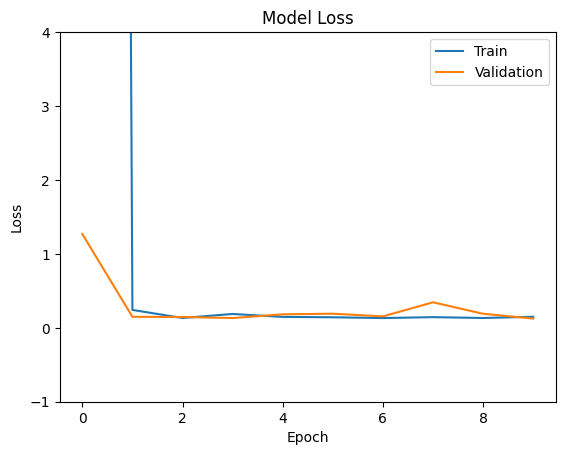 Model Loss
Train
Validation
Loss
4
3
2
1
0
−1
0 2 4 6 8
Epoch